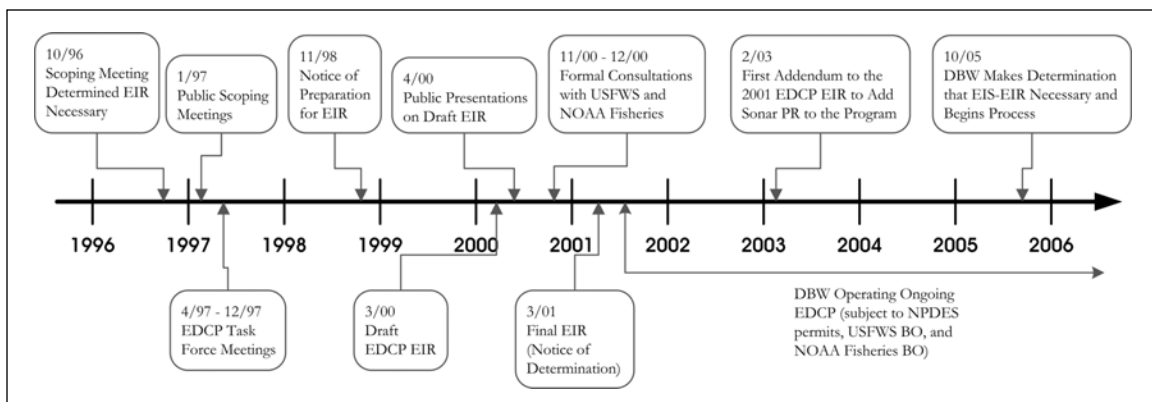 10/96
Scoping Meeting
Determined EIR
Necessary
1/97
Public Scoping
Meetings
11/98
Notice of
Preparation
for EIR
4/00
Public Presentations
on Draft EIR
11/00 - 12/00
Formal Consultations
with USFWS and
NOAA Fisheries
2/03
First Addendum to the
2001 EDCP EIR to Add
Sonar PR to the Program
10/05
DBW Makes Determination
that EIS-EIR Necessary and
Begins Process
1996
1997
1998
1999
2000
2001
2002
2003
2004
2005
2006
4/97 - 12/97
EDCP Task
Force Meetings
3/00
Draft
EDCP EIR
3/01
Final EIR
(Notice of
Determination)
DBW Operating Ongoing
EDCP (subject to NPDES
permits, USFWS BO, and
NOAA Fisheries BO)